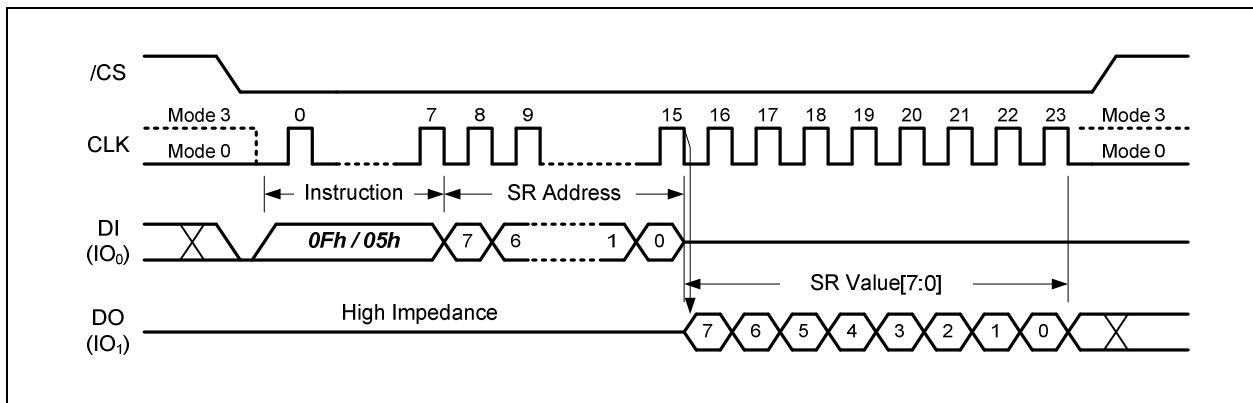 /CS
Mode 3 0 7 8 9 15 16 17 18 19 20 21 22 23 Mode 3
CLK
Mode 0 Mode 0
Instruction SR Address
DI
(IO₀)
0Fh / 05h 7 6 1 0
SR Value[7:0]
High Impedance
DO
(IO₁)
7 6 5 4 3 2 1 0